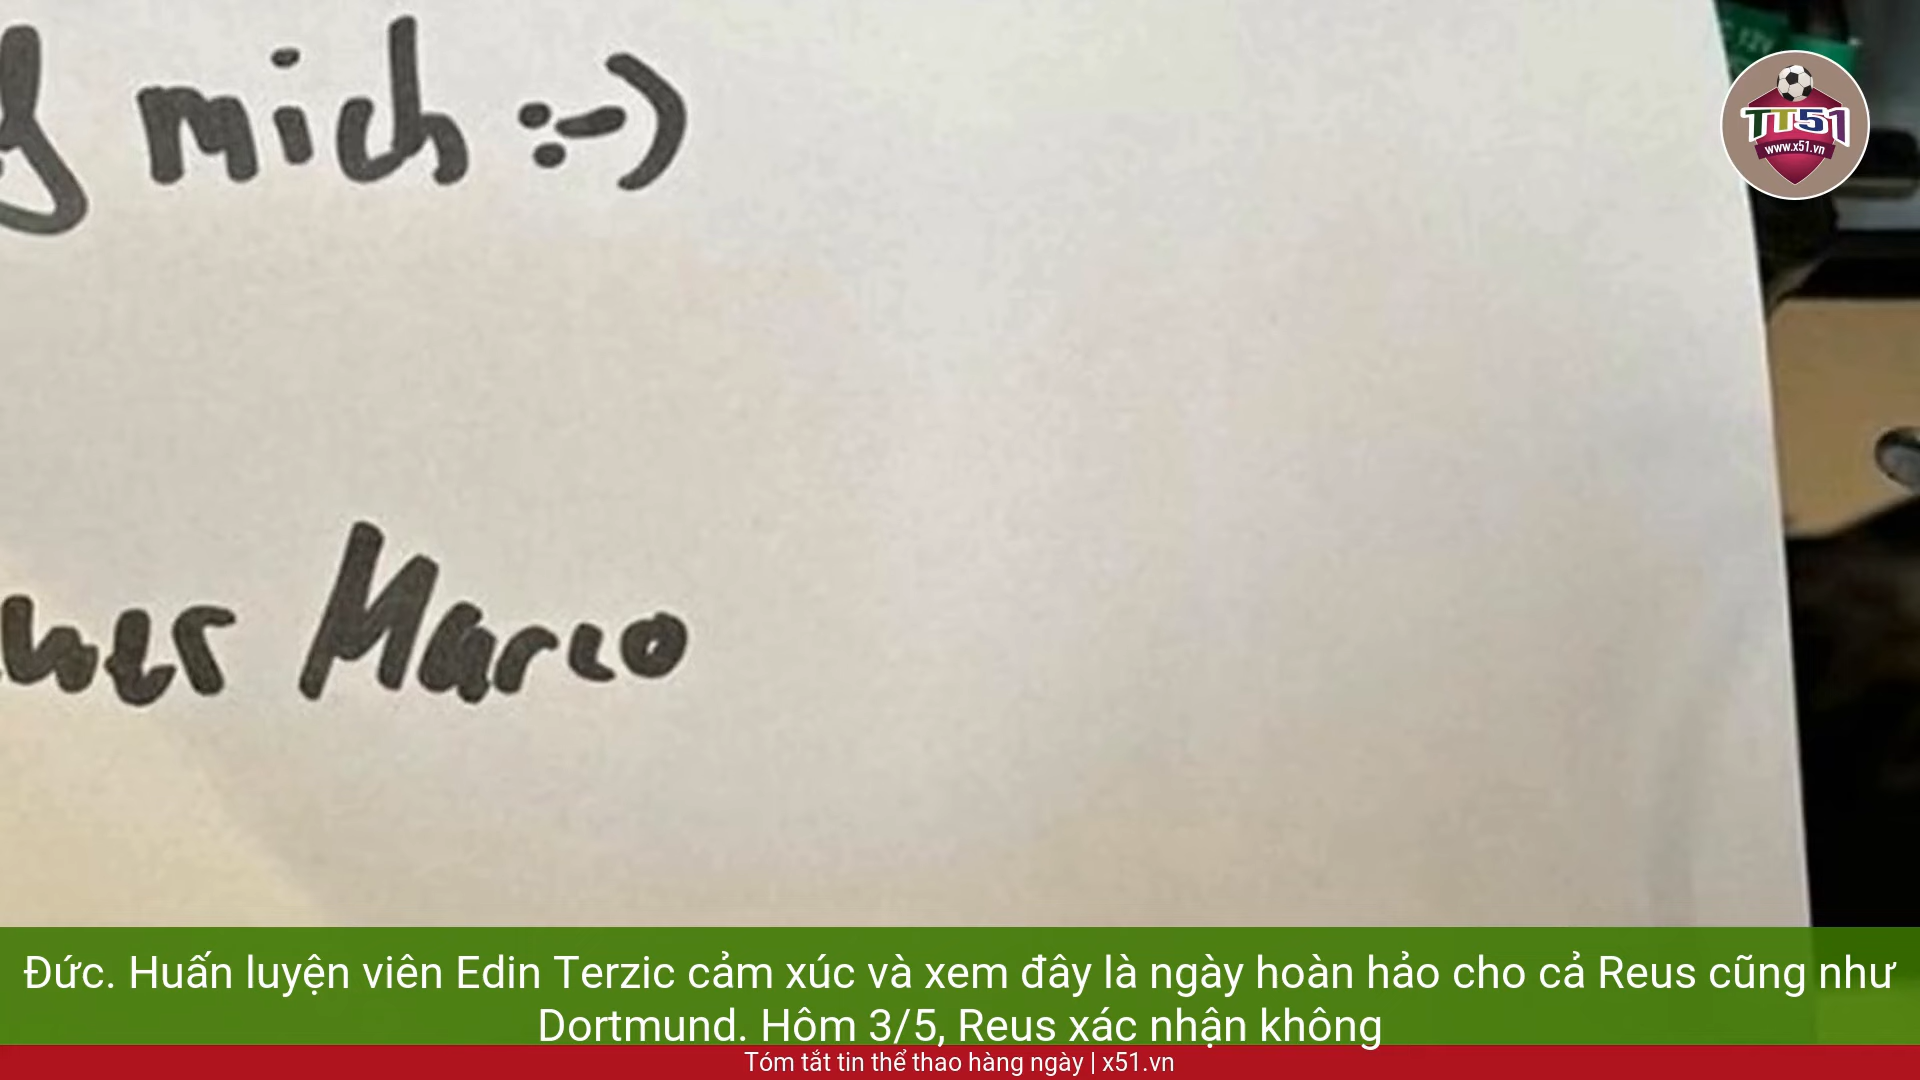 mich :-)
Marco
TT51
www.x51.vn
Đức. Huấn luyện viên Edin Terzic cảm xúc và xem đây là ngày hoàn hảo cho cả Reus cũng như
Dortmund. Hôm 3/5, Reus xác nhận không
Tóm tắt tin thể thao hàng ngày | x51.vn